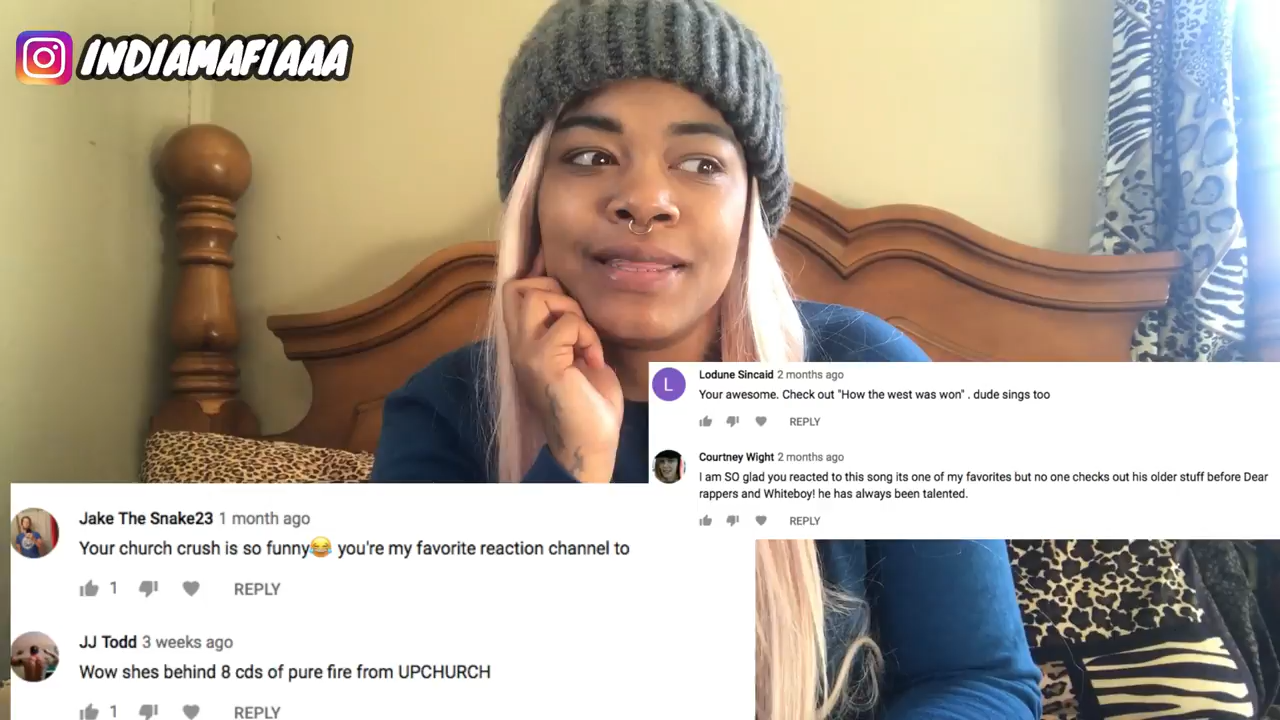 INDIAMAFIAAA
L
Lodune Sincaid 2 months ago
Your awesome. Check out "How the west was won" . dude sings too
REPLY
Courtney Wight 2 months ago
I am SO glad you reacted to this song its one of my favorites but no one checks out his older stuff before Dear
rappers and Whiteboy! he has always been talented.
REPLY
Jake The Snake23 1 month ago
Your church crush is so funny😂 you're my favorite reaction channel to
1 REPLY
JJ Todd 3 weeks ago
Wow shes behind 8 cds of pure fire from UPCHURCH
1 REPLY